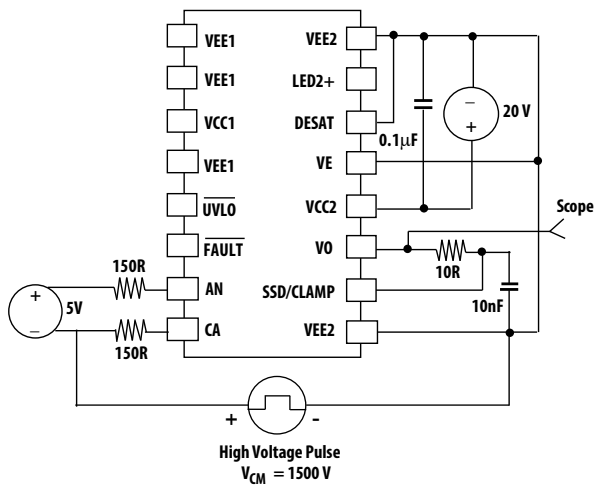 VEE1
VEE2
VEE1
LED2+
VCC1
DESAT
0.1μF
20 V
VEE1
VE
UVLO
VCC2
Scope
FAULT
VO
150R
10R
AN
SSD/CLAMP
5V
10nF
CA
VEE2
150R
+
-
High Voltage Pulse
VCM = 1500 V